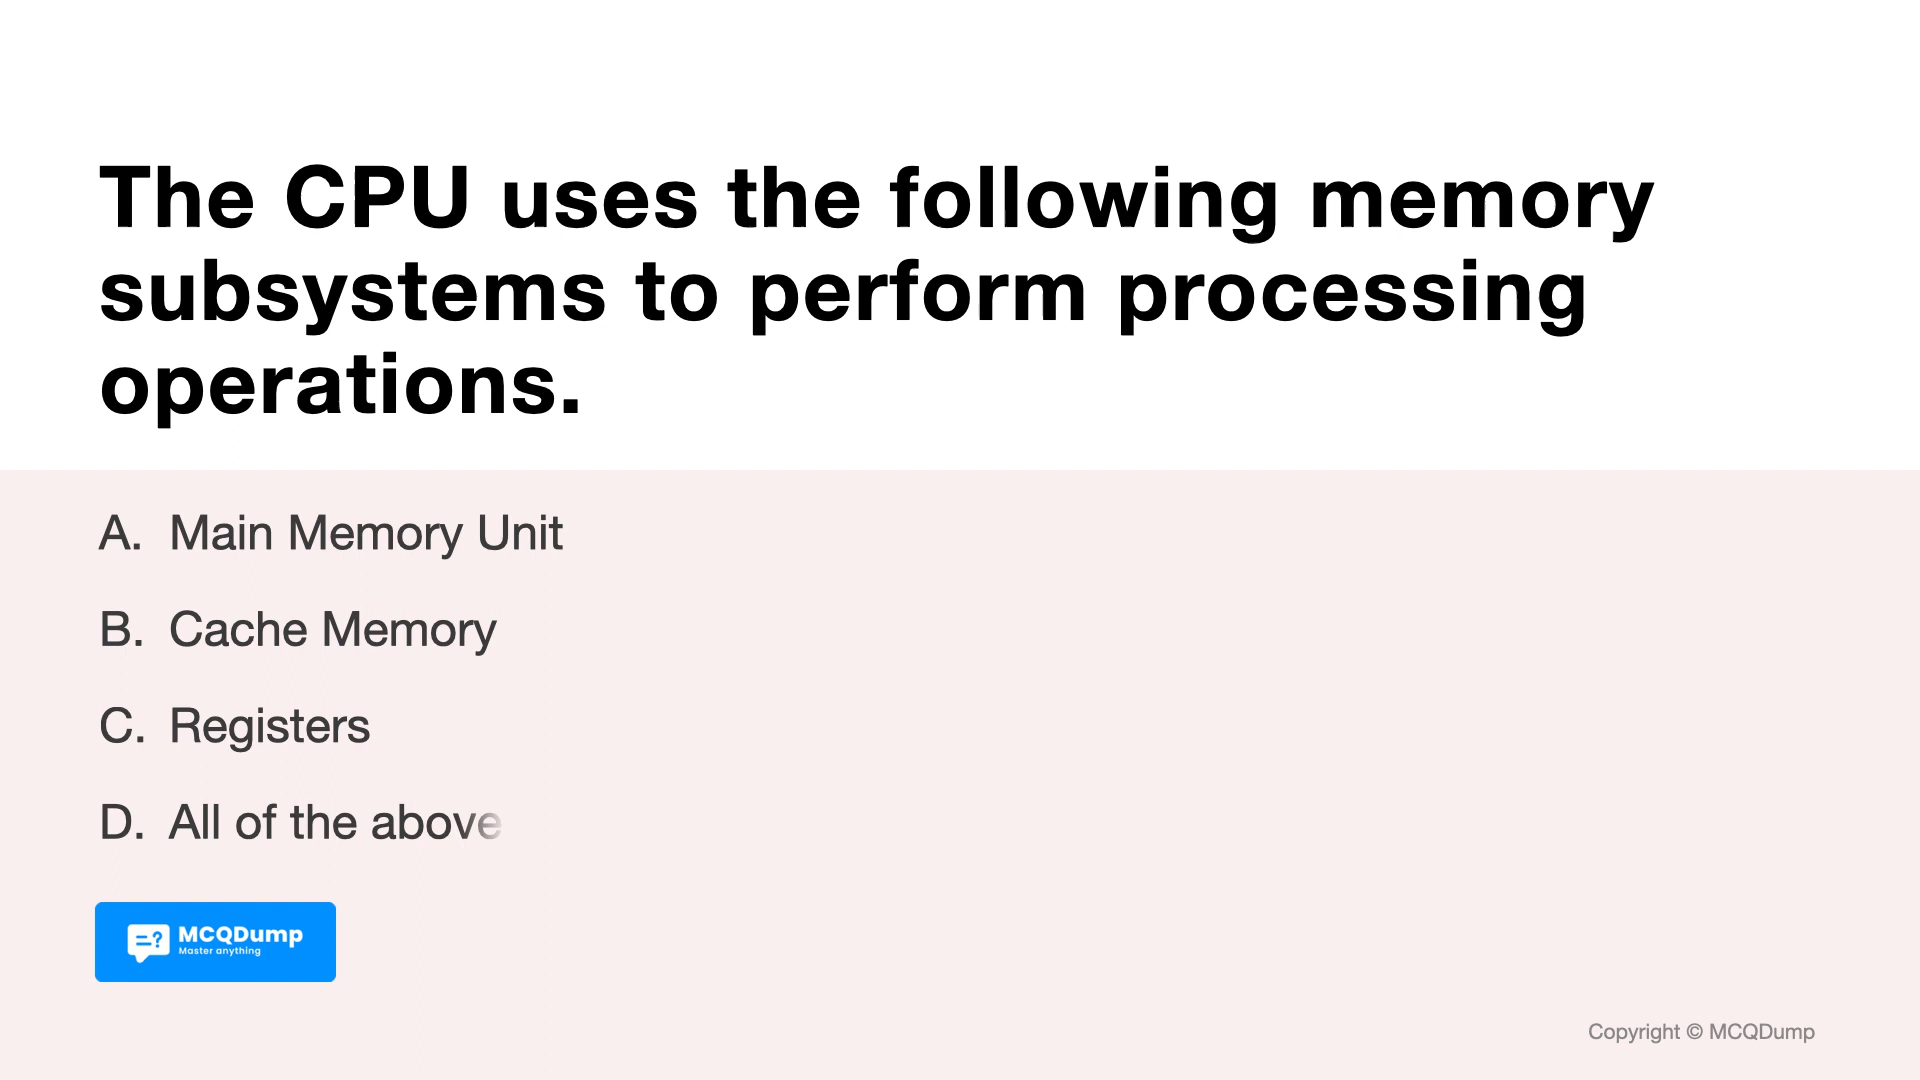 The CPU uses the following memory
subsystems to perform processing
operations.
A. Main Memory Unit
B. Cache Memory
C. Registers
D. All of the above
=? MCQDump
Master anything
Copyright © MCQDump